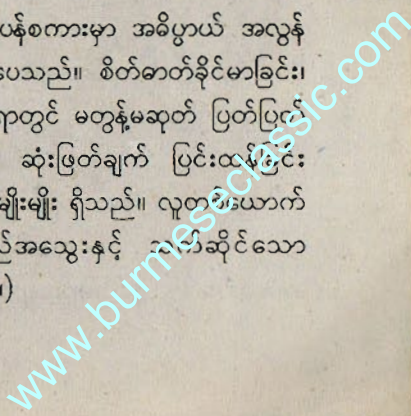 ပန်စကားမှာ အဓိပ္ပာယ် အလွန်
ပေသည်။ စိတ်ဓာတ်ခိုင်မာခြင်း၊
ရာတွင် မတွန့်မဆုတ် ပြတ်ပြတ်
ဆုံးဖြတ်ချက် ပြင်းထန်ခြင်း
မျိုးမျိုး ရှိသည်။ လူတစ်ယောက်
ည်အသွေးနှင့် သက်ဆိုင်သော
၊)
www.burmeseclassic.com